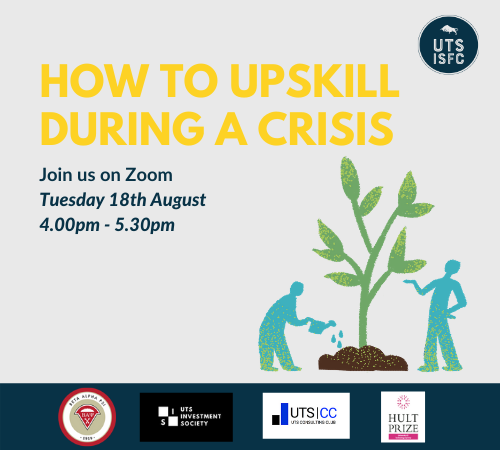 UTS
ISFC
HOW TO UPSKILL
DURING A CRISIS
Join us on Zoom
Tuesday 18th August
4.00pm - 5.30pm
BETA ALPHA PSI
BAΨ
1919
UTS
INVESTMENT
SOCIETY
S I
UTS|CC
UTS CONSULTING CLUB
HULT
PRIZE